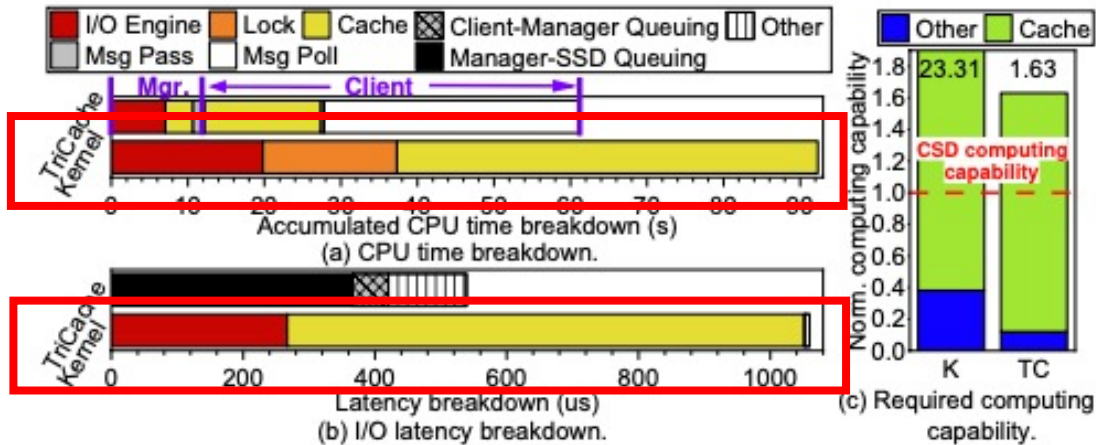 I/O Engine Lock Cache Client-Manager Queuing Other
Msg Pass Msg Poll Manager-SSD Queuing
Mgr. Client
TriCache
Kernel
0 10 20 30 40 50 60 70 80 90
Accumulated CPU time breakdown (s)
(a) CPU time breakdown.
TriCache
Kernel
0 200 400 600 800 1000
Latency breakdown (us)
(b) I/O latency breakdown.
Other Cache
Norm. computing capability
1.8
1.6
1.4
1.2
1.0
0.8
0.6
0.4
0.2
0.0
23.31 1.63
CSD computing
capability
K TC
(c) Required computing
capability.